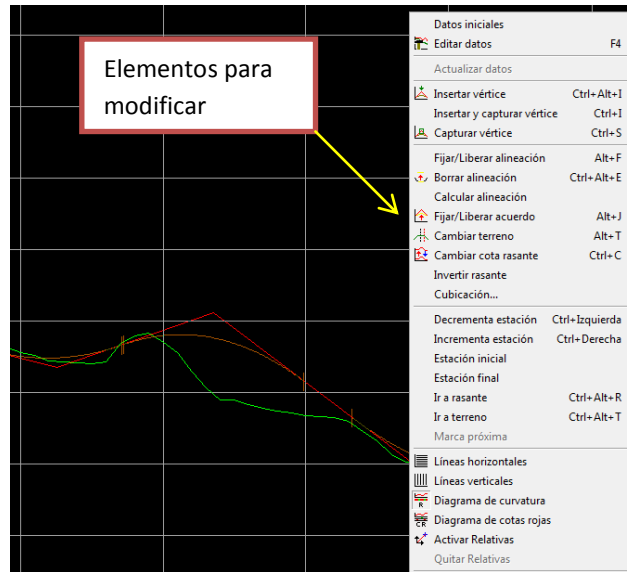 Elementos para
modificar
Datos iniciales
Editar datos F4
Actualizar datos
Insertar vértice Ctrl+Alt+I
Insertar y capturar vértice Ctrl+I
Capturar vértice Ctrl+S
Fijar/Liberar alineación Alt+F
Borrar alineación Ctrl+Alt+E
Calcular alineación
Fijar/Liberar acuerdo Alt+J
Cambiar terreno Alt+T
Cambiar cota rasante Ctrl+C
Invertir rasante
Cubicación...
Decrementa estación Ctrl+Izquierda
Incrementa estación Ctrl+Derecha
Estación inicial
Estación final
Ir a rasante Ctrl+Alt+R
Ir a terreno Ctrl+Alt+T
Marca próxima
Líneas horizontales
Líneas verticales
R Diagrama de curvatura
CR Diagrama de cotas rojas
Activar Relativas
Quitar Relativas